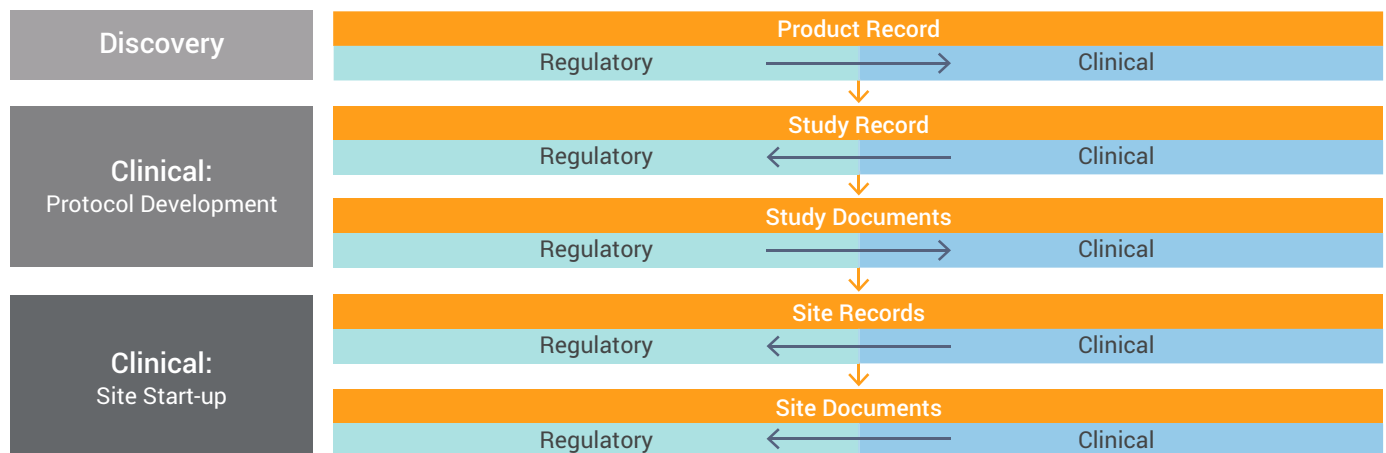 Discovery
Product Record
Regulatory Clinical
Clinical:
Protocol Development
Study Record
Regulatory Clinical
Study Documents
Regulatory Clinical
Clinical:
Site Start-up
Site Records
Regulatory Clinical
Site Documents
Regulatory Clinical